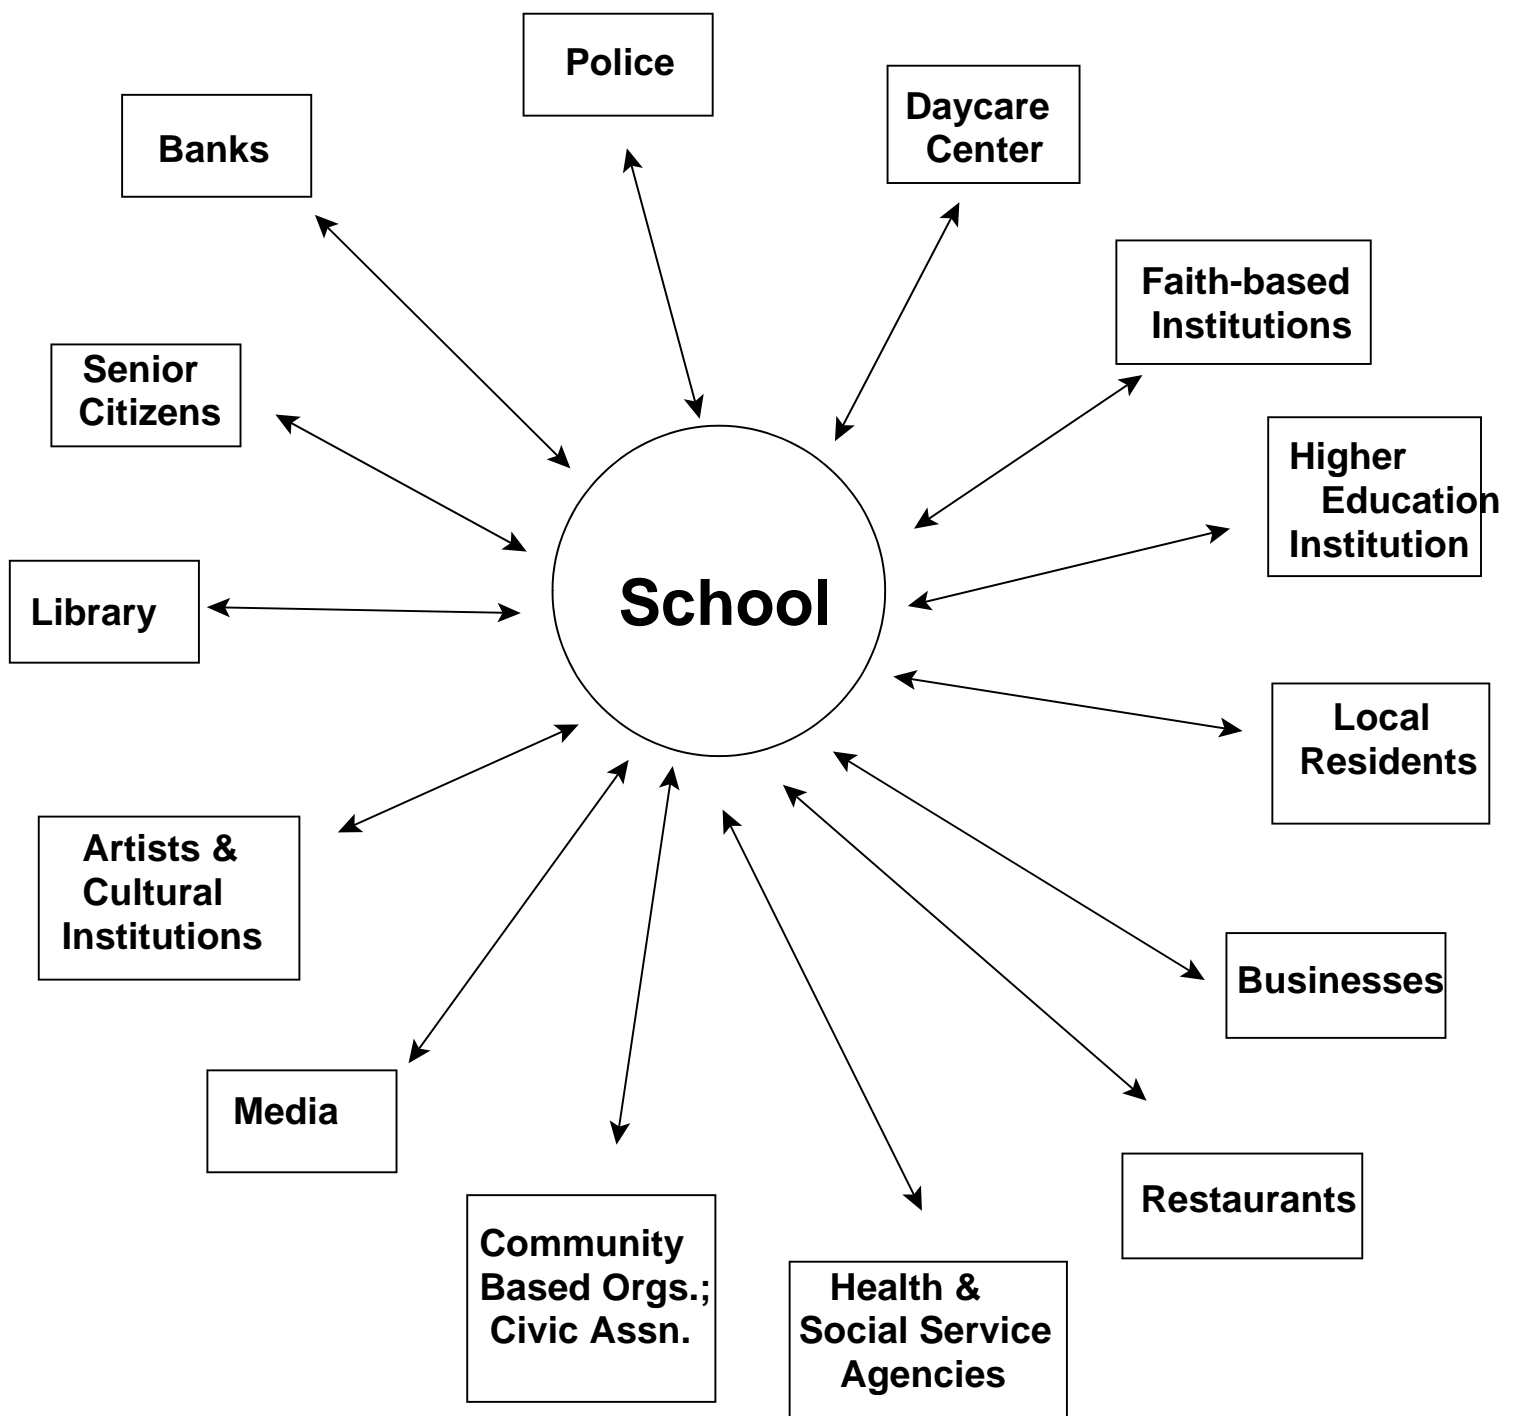 Police
Daycare
Center
Banks
Faith-based
Institutions
Senior
Citizens
Higher
Education
Institution
School
Library
Local
Residents
Artists &
Cultural
Institutions
Businesses
Media
Restaurants
Community
Based Orgs.;
Civic Assn.
Health &
Social Service
Agencies